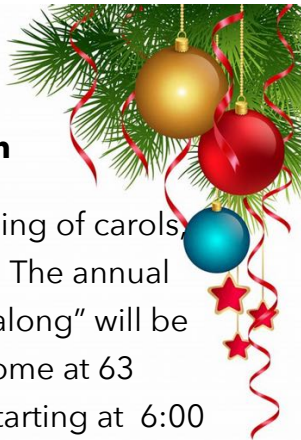 n
ing of carols,
The annual
along” will be
ome at 63
tarting at 6:00